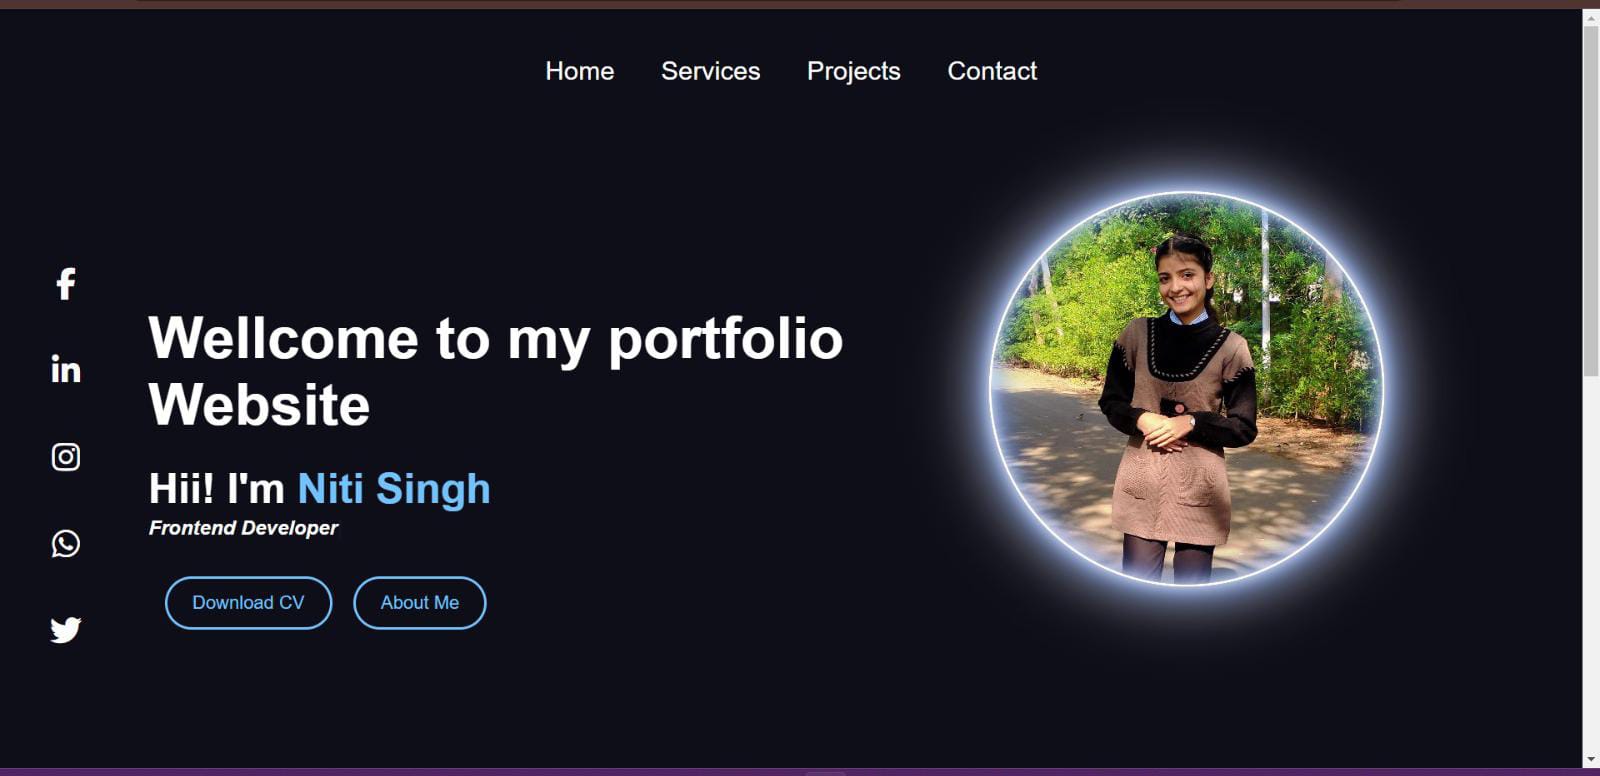 Home Services Projects Contact
Wellcome to my portfolio
Website
Hii! I'm Niti Singh
Frontend Developer
Download CV About Me